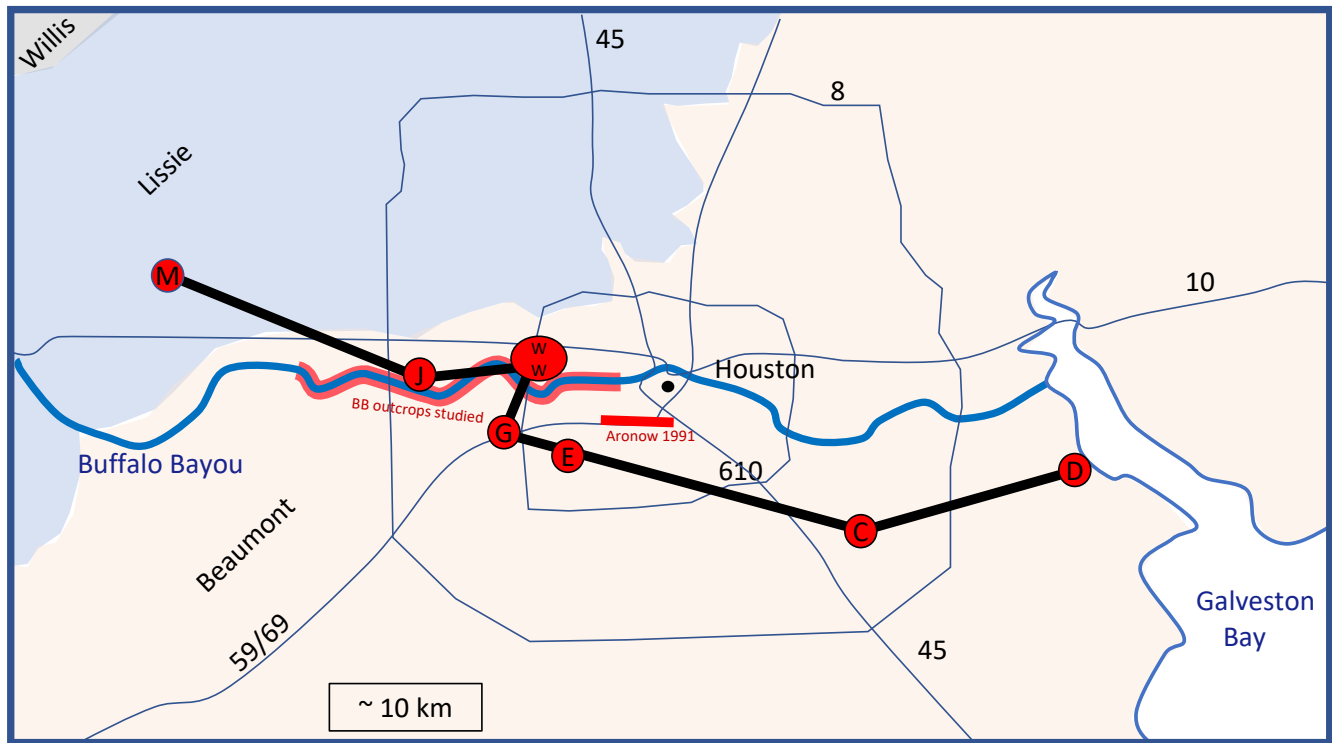 Willis
45
8
Lissie
M
10
W
W
J
Houston
BB outcrops studied
G
Aronow 1991
E
Buffalo Bayou
610
D
C
Beaumont
Galveston
Bay
59/69
45
~ 10 km